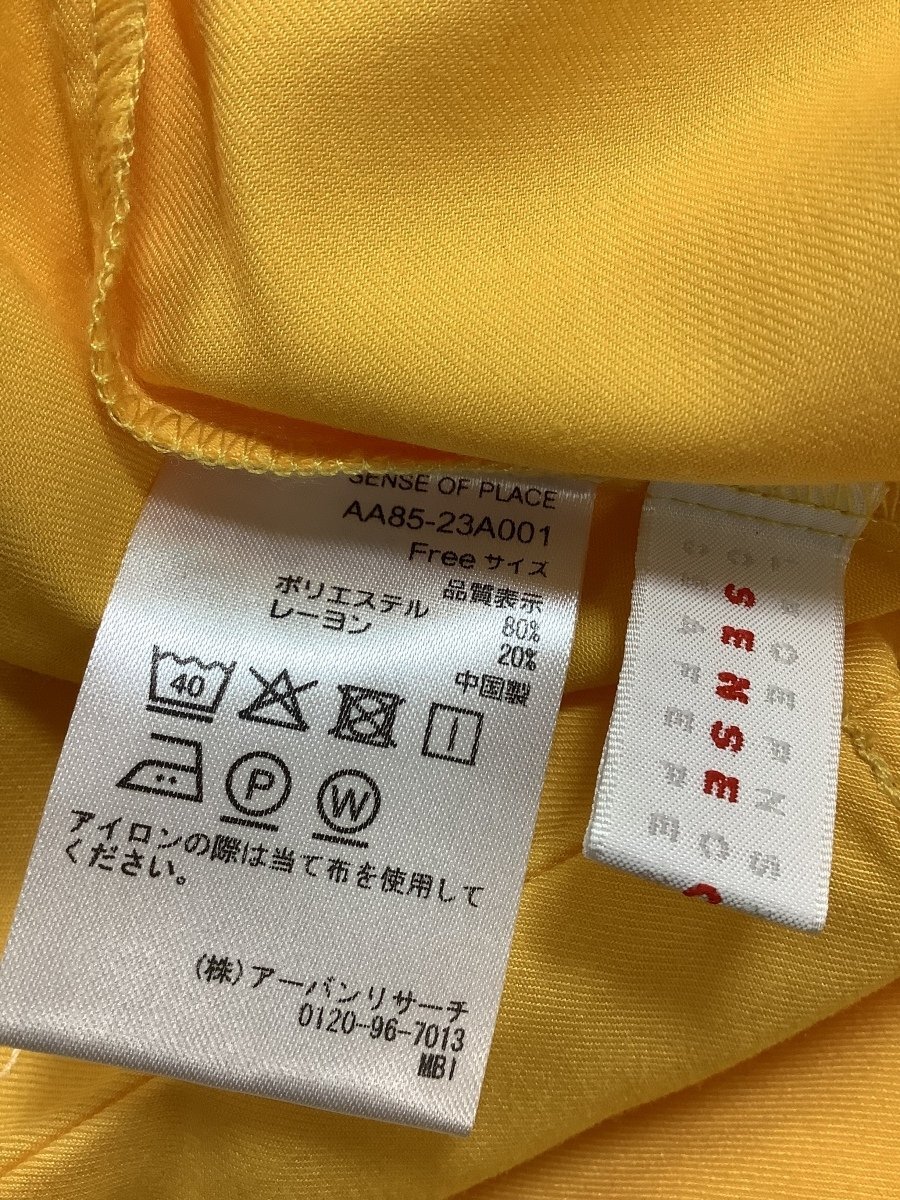 SENSE OF PLACE
AA85-23A001
Free サイズ
品質表示
ポリエステル 80%
レーヨン 20%
中国製
40
P W
アイロンの際は当て布を使用して
ください。
(株)アーバンリサーチ
0120-96-7013
MBI
SENSE